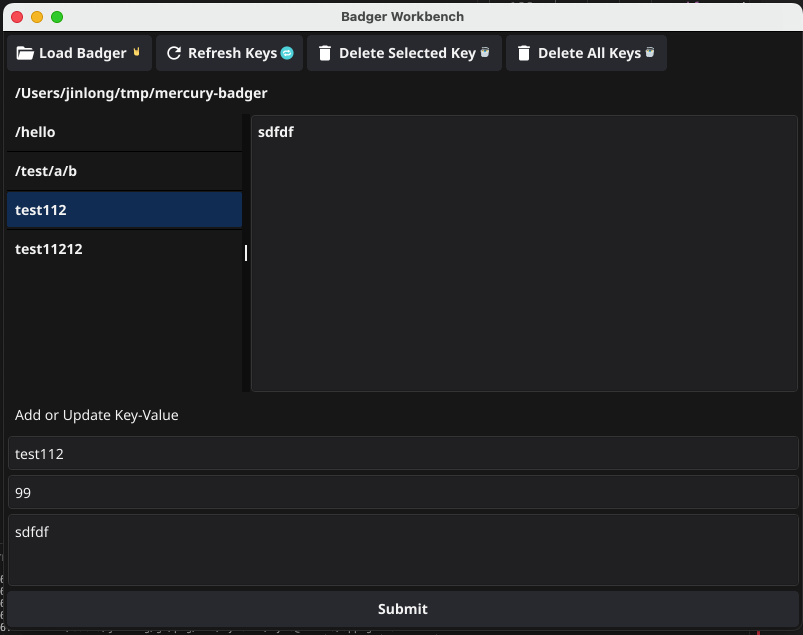 Badger Workbench
Load Badger Refresh Keys Delete Selected Key Delete All Keys
/Users/jinlong/tmp/mercury-badger
/hello
/test/a/b
test112
test11212
sdfdf
Add or Update Key-Value
test112
99
sdfdf
Submit